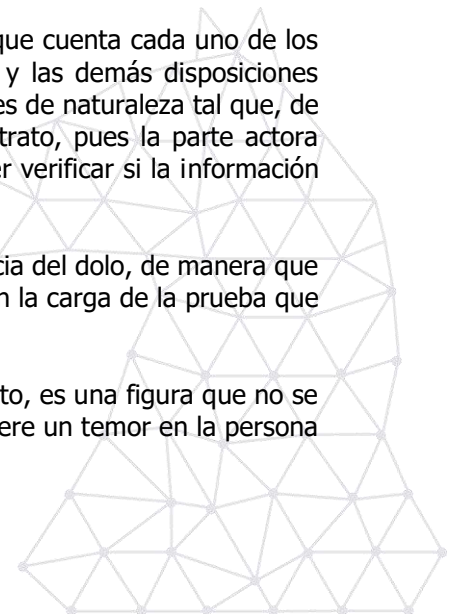 que cuenta cada uno de los
y las demás disposiciones
es de naturaleza tal que, de
trato, pues la parte actora
er verificar si la información
cia del dolo, de manera que
n la carga de la prueba que
to, es una figura que no se
ere un temor en la persona